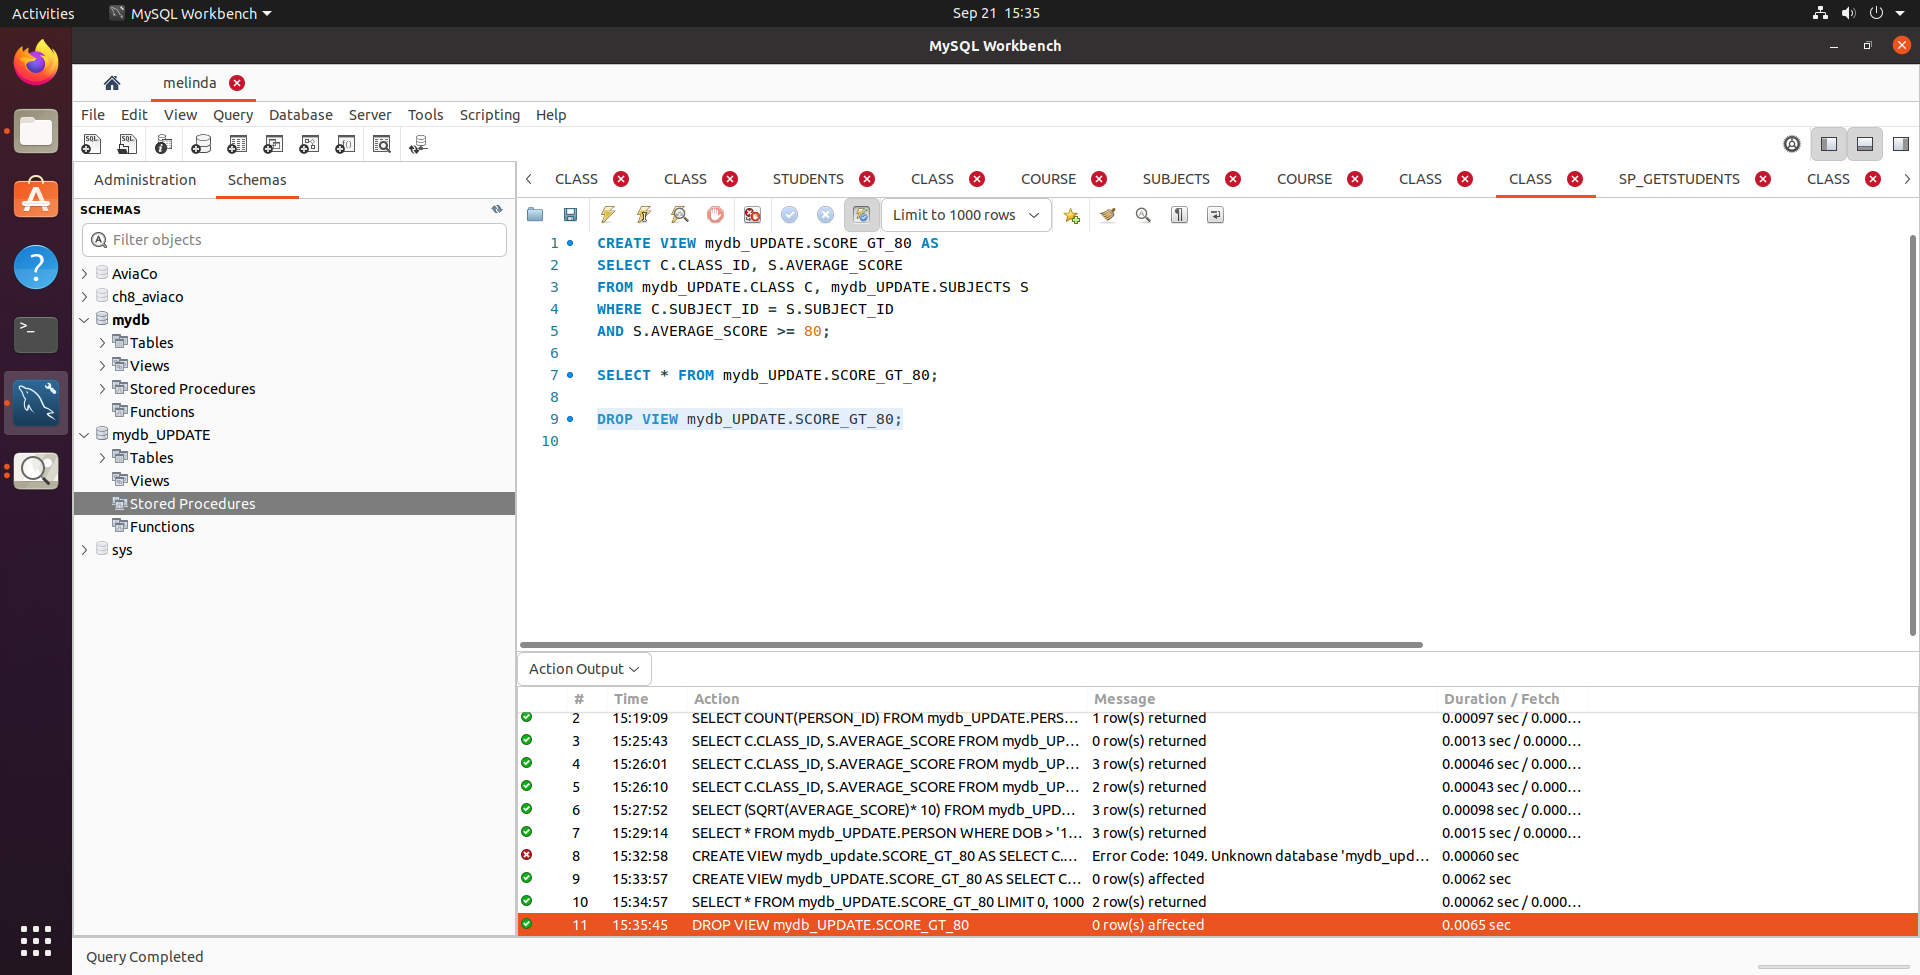 Activities MySQL Workbench Sep 21 15:35
MySQL Workbench
melinda
File Edit View Query Database Server Tools Scripting Help
Administration Schemas
CLASS CLASS STUDENTS CLASS COURSE SUBJECTS COURSE CLASS CLASS SP_GETSTUDENTS CLASS
SCHEMAS
Filter objects
AviaCo
ch8_aviaco
mydb
Tables
Views
Stored Procedures
Functions
mydb_UPDATE
Tables
Views
Stored Procedures
Functions
sys
Limit to 1000 rows
1 CREATE VIEW mydb_UPDATE.SCORE_GT_80 AS
2 SELECT C.CLASS_ID, S.AVERAGE_SCORE
3 FROM mydb_UPDATE.CLASS C, mydb_UPDATE.SUBJECTS S
4 WHERE C.SUBJECT_ID = S.SUBJECT_ID
5 AND S.AVERAGE_SCORE >= 80;
6
7 SELECT * FROM mydb_UPDATE.SCORE_GT_80;
8
9 DROP VIEW mydb_UPDATE.SCORE_GT_80;
10
Action Output
# Time Action Message Duration / Fetch
2 15:19:09 SELECT COUNT(PERSON_ID) FROM mydb_UPDATE.PERS... 1 row(s) returned 0.00097 sec / 0.000...
3 15:25:43 SELECT C.CLASS_ID, S.AVERAGE_SCORE FROM mydb_UP... 0 row(s) returned 0.0013 sec / 0.0000...
4 15:26:01 SELECT C.CLASS_ID, S.AVERAGE_SCORE FROM mydb_UP... 3 row(s) returned 0.00046 sec / 0.000...
5 15:26:10 SELECT C.CLASS_ID, S.AVERAGE_SCORE FROM mydb_UP... 2 row(s) returned 0.00043 sec / 0.000...
6 15:27:52 SELECT (SQRT(AVERAGE_SCORE)* 10) FROM mydb_UPD... 3 row(s) returned 0.00098 sec / 0.000...
7 15:29:14 SELECT * FROM mydb_UPDATE.PERSON WHERE DOB > '1... 3 row(s) returned 0.0015 sec / 0.0000...
8 15:32:58 CREATE VIEW mydb_update.SCORE_GT_80 AS SELECT C.... Error Code: 1049. Unknown database 'mydb_upd... 0.00060 sec
9 15:33:57 CREATE VIEW mydb_UPDATE.SCORE_GT_80 AS SELECT C... 0 row(s) affected 0.0062 sec
10 15:34:57 SELECT * FROM mydb_UPDATE.SCORE_GT_80 LIMIT 0, 1000 2 row(s) returned 0.00062 sec / 0.000...
11 15:35:45 DROP VIEW mydb_UPDATE.SCORE_GT_80 0 row(s) affected 0.0065 sec
Query Completed